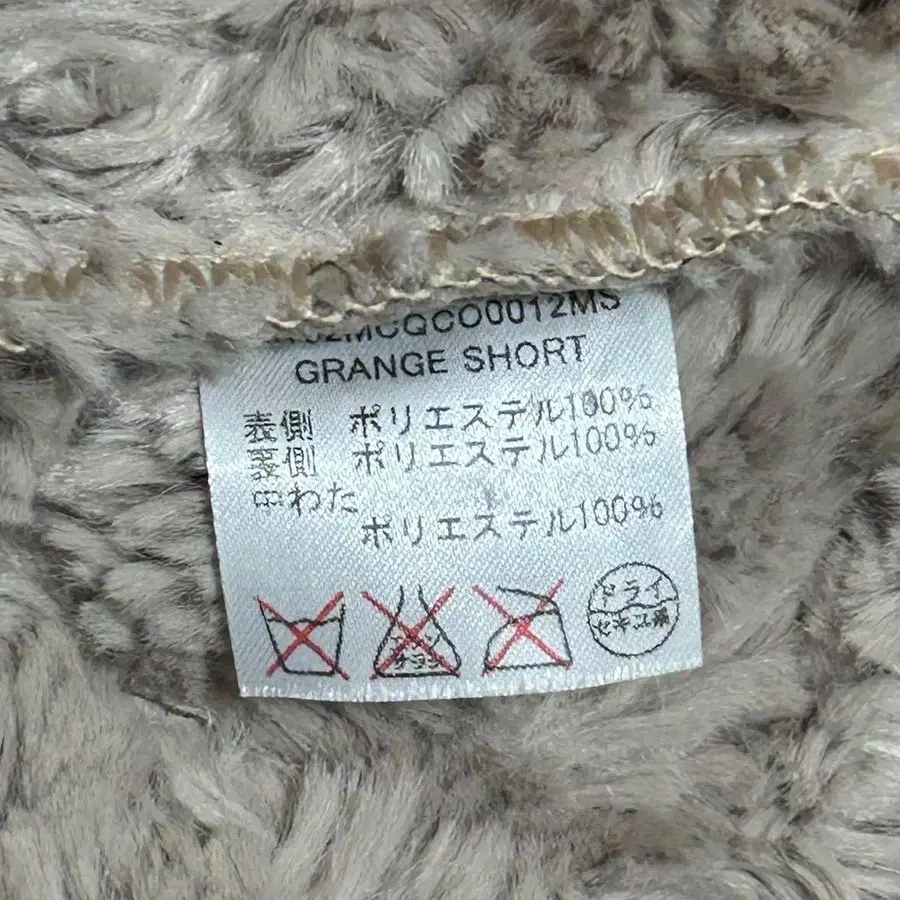 GRANGE SHORT
表側 ポリエステル100%
裏側 ポリエステル100%
中わた
ポリエステル100%
ドライ
セキユ系